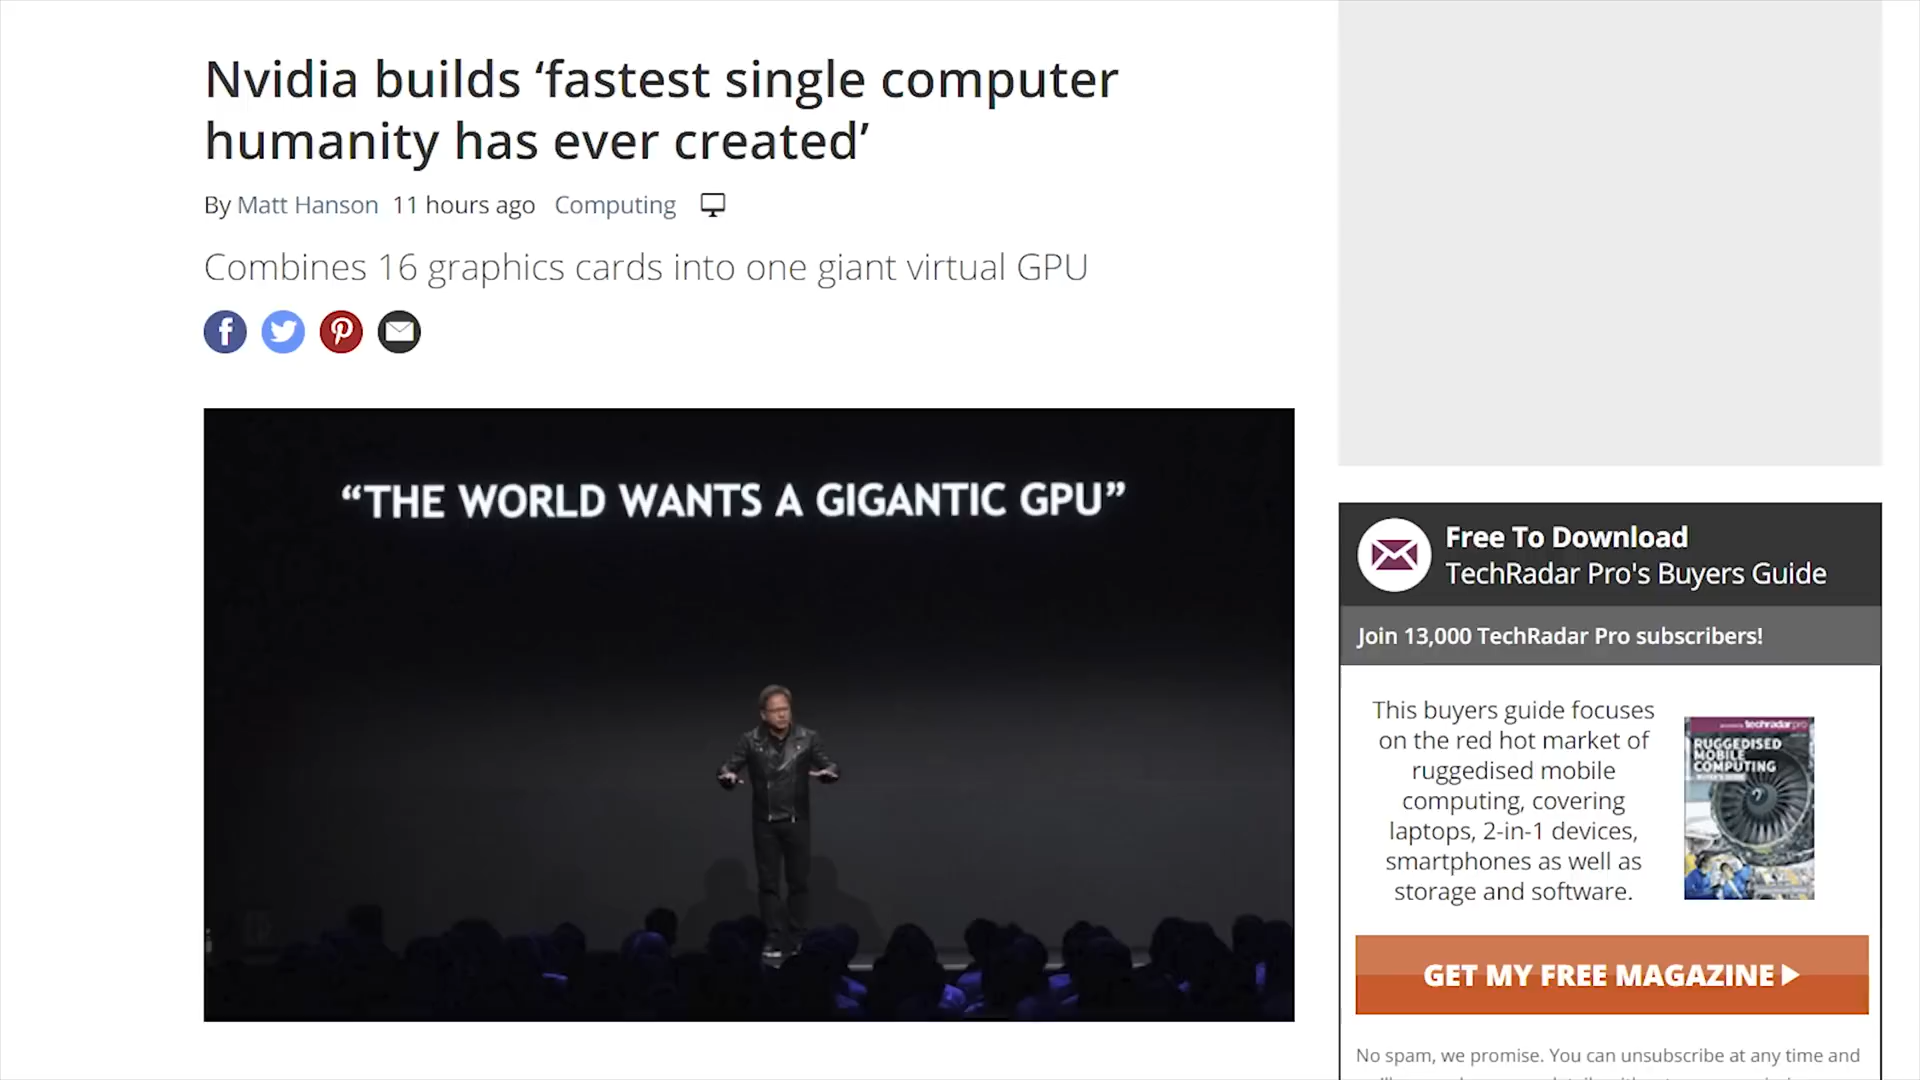 Nvidia builds ‘fastest single computer
humanity has ever created’
By Matt Hanson 11 hours ago Computing
Combines 16 graphics cards into one giant virtual GPU
“THE WORLD WANTS A GIGANTIC GPU”
Free To Download
TechRadar Pro's Buyers Guide
Join 13,000 TechRadar Pro subscribers!
This buyers guide focuses
on the red hot market of
ruggedised mobile
computing, covering
laptops, 2-in-1 devices,
smartphones as well as
storage and software.
techradar pro
RUGGEDISED
MOBILE
COMPUTING
GET MY FREE MAGAZINE
No spam, we promise. You can unsubscribe at any time and